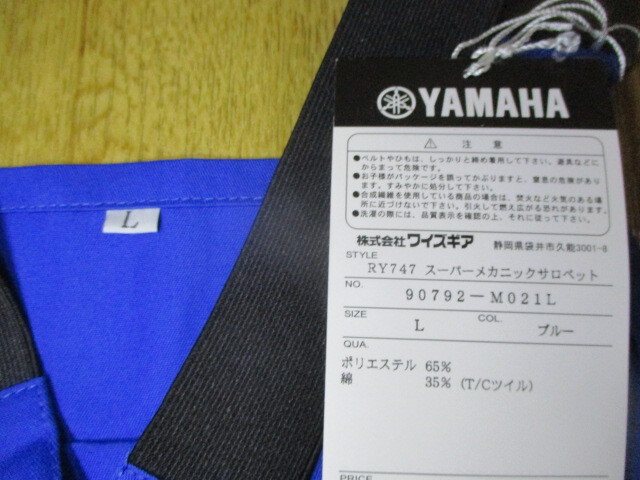 YAMAHA
⚠ 注意
●ベルトやひもは、しっかりと締め着用して下さい。道具などに
からまって危険です。
●お子様がパッケージを誤ってかぶりますと、窒息の危険があり
ます。すみやかに処分して下さい。
●合成繊維を使用している商品の場合は、焚火など火気のある場
所に近づけないで下さい。引火して燃え広がる恐れがあります。
●洗濯の際には、品質表示を確認の上、それに従って下さい。
株式会社ワイズギア 静岡県袋井市久能3001-6
STYLE
RY747 スーパーメカニックサロペット
NO.
90792-M021L
SIZE L COL. ブルー
QUA.
ポリエステル 65%
綿 35% (T/Cツイル)
PRICE
L